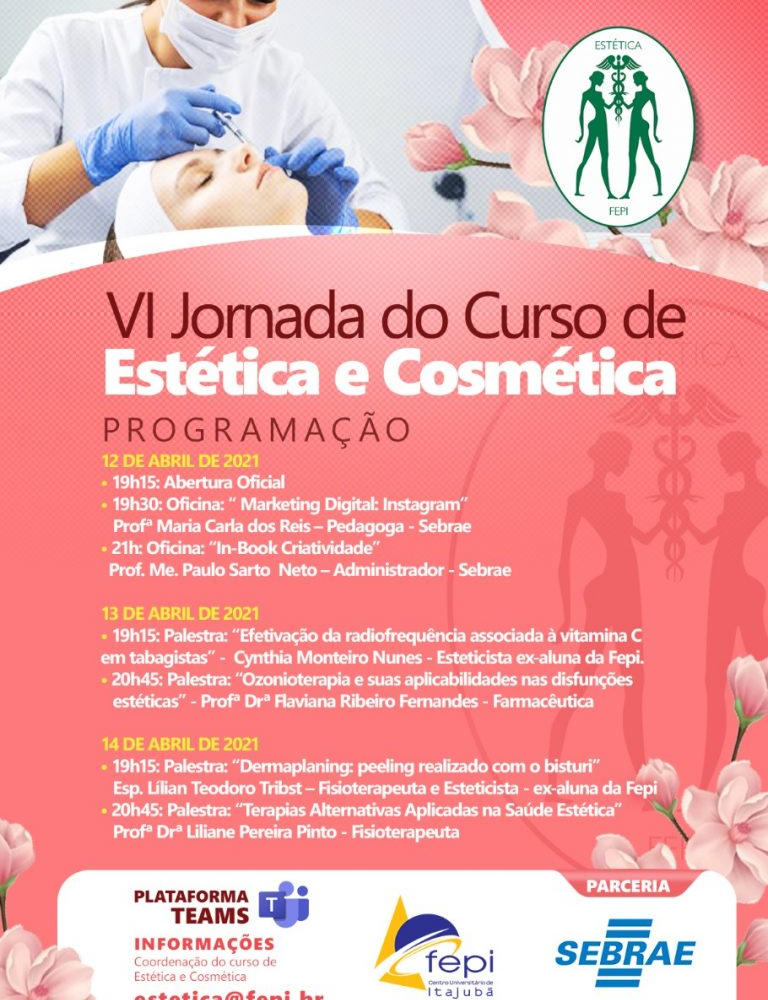 ESTÉTICA
FEPI
VI Jornada do Curso de
Estética e Cosmética
PROGRAMAÇÃO
12 DE ABRIL DE 2021
• 19h15: Abertura Oficial
• 19h30: Oficina: “ Marketing Digital: Instagram”
Profª Maria Carla dos Reis – Pedagoga - Sebrae
• 21h: Oficina: “In-Book Criatividade”
Prof. Me. Paulo Sarto Neto – Administrador - Sebrae
13 DE ABRIL DE 2021
• 19h15: Palestra: “Efetivação da radiofrequência associada à vitamina C
em tabagistas” - Cynthia Monteiro Nunes - Esteticista ex-aluna da Fepi.
• 20h45: Palestra: “Ozonioterapia e suas aplicabilidades nas disfunções
estéticas” - Profª Drª Flaviana Ribeiro Fernandes - Farmacêutica
14 DE ABRIL DE 2021
• 19h15: Palestra: “Dermaplaning: peeling realizado com o bisturi”
Esp. Lílian Teodoro Tribst – Fisioterapeuta e Esteticista - ex-aluna da Fepi
• 20h45: Palestra: “Terapias Alternativas Aplicadas na Saúde Estética”
Profª Drª Liliane Pereira Pinto - Fisioterapeuta
PLATAFORMA
TEAMS
T
INFORMAÇÕES
Coordenação do curso de
Estética e Cosmética
estetica@fepi.br
fepi
Centro Universitário de
Itajubá
PARCERIA
SEBRAE